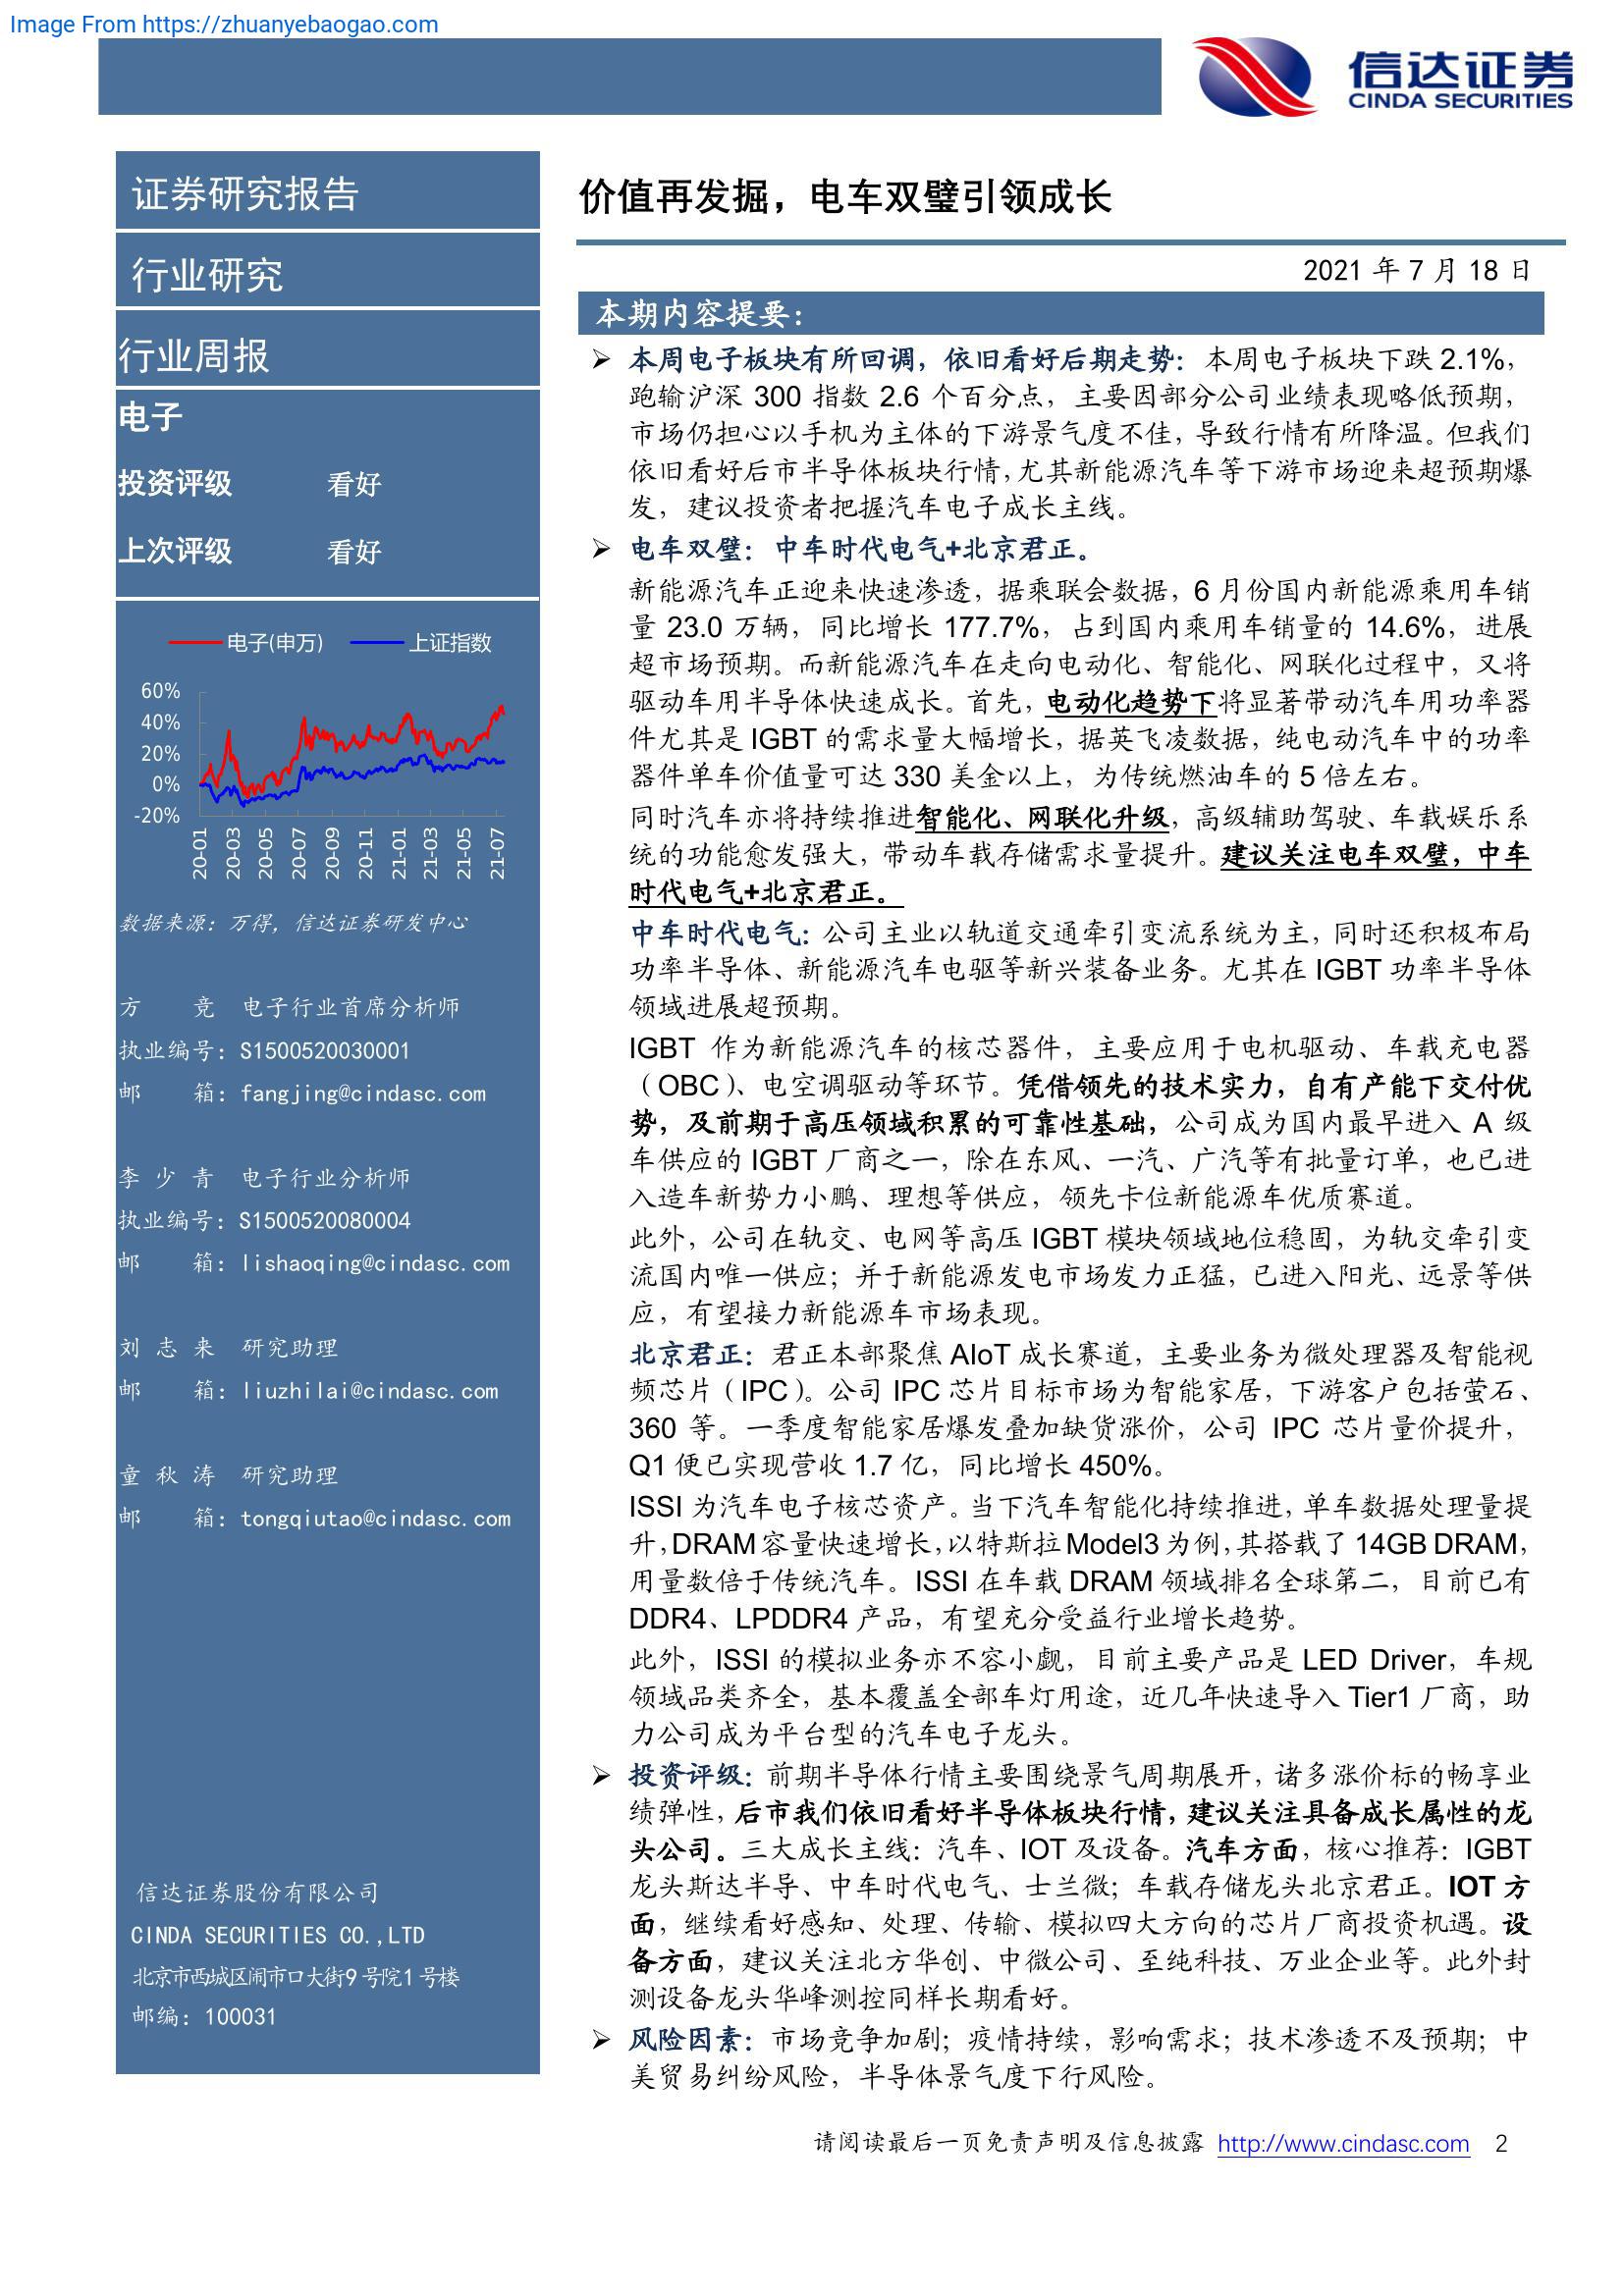 Image From https://zhuanyebaogao.com
信达证券
CINDA SECURITIES
证券研究报告
行业研究
行业周报
电子
投资评级 看好
上次评级 看好
电子(申万) 上证指数
60%
40%
20%
0%
-20%
20-01 20-03 20-05 20-07 20-09 20-11 21-01 21-03 21-05 21-07
数据来源：万得，信达证券研发中心
方 竞 电子行业首席分析师
执业编号：S1500520030001
邮 箱：fangjing@cindasc.com
李少青 电子行业分析师
执业编号：S1500520080004
邮 箱：lishaoqing@cindasc.com
刘志来 研究助理
邮 箱：liuzhilai@cindasc.com
童秋涛 研究助理
邮 箱：tongqiutao@cindasc.com
信达证券股份有限公司
CINDA SECURITIES CO.,LTD
北京市西城区闹市口大街9号院1号楼
邮编：100031
价值再发掘，电车双璧引领成长
2021 年 7 月 18 日
本期内容提要：
➢ 本周电子板块有所回调，依旧看好后期走势：本周电子板块下跌 2.1%，
跑输沪深 300 指数 2.6 个百分点，主要因部分公司业绩表现略低预期，
市场仍担心以手机为主体的下游景气度不佳，导致行情有所降温。但我们
依旧看好后市半导体板块行情，尤其新能源汽车等下游市场迎来超预期爆
发，建议投资者把握汽车电子成长主线。
➢ 电车双璧：中车时代电气+北京君正。
新能源汽车正迎来快速渗透，据乘联会数据，6 月份国内新能源乘用车销
量 23.0 万辆，同比增长 177.7%，占到国内乘用车销量的 14.6%，进展
超市场预期。而新能源汽车在走向电动化、智能化、网联化过程中，又将
驱动车用半导体快速成长。首先，电动化趋势下将显著带动汽车用功率器
件尤其是 IGBT 的需求量大幅增长，据英飞凌数据，纯电动汽车中的功率
器件单车价值量可达 330 美金以上，为传统燃油车的 5 倍左右。
同时汽车亦将持续推进智能化、网联化升级，高级辅助驾驶、车载娱乐系
统的功能愈发强大，带动车载存储需求量提升。建议关注电车双璧，中车
时代电气+北京君正。
中车时代电气：公司主业以轨道交通牵引变流系统为主，同时还积极布局
功率半导体、新能源汽车电驱等新兴装备业务。尤其在 IGBT 功率半导体
领域进展超预期。
IGBT 作为新能源汽车的核芯器件，主要应用于电机驱动、车载充电器
（OBC）、电空调驱动等环节。凭借领先的技术实力，自有产能下交付优
势，及前期于高压领域积累的可靠性基础，公司成为国内最早进入 A 级
车供应的 IGBT 厂商之一，除在东风、一汽、广汽等有批量订单，也已进
入造车新势力小鹏、理想等供应，领先卡位新能源车优质赛道。
此外，公司在轨交、电网等高压 IGBT 模块领域地位稳固，为轨交牵引变
流国内唯一供应；并于新能源发电市场发力正猛，已进入阳光、远景等供
应，有望接力新能源车市场表现。
北京君正：君正本部聚焦 AIoT 成长赛道，主要业务为微处理器及智能视
频芯片（IPC）。公司 IPC 芯片目标市场为智能家居，下游客户包括萤石、
360 等。一季度智能家居爆发叠加缺货涨价，公司 IPC 芯片量价提升，
Q1 便已实现营收 1.7 亿，同比增长 450%。
ISSI 为汽车电子核芯资产。当下汽车智能化持续推进，单车数据处理量提
升，DRAM 容量快速增长，以特斯拉 Model3 为例，其搭载了 14GB DRAM，
用量数倍于传统汽车。ISSI 在车载 DRAM 领域排名全球第二，目前已有
DDR4、LPDDR4 产品，有望充分受益行业增长趋势。
此外，ISSI 的模拟业务亦不容小觑，目前主要产品是 LED Driver，车规
领域品类齐全，基本覆盖全部车灯用途，近几年快速导入 Tier1 厂商，助
力公司成为平台型的汽车电子龙头。
➢ 投资评级：前期半导体行情主要围绕景气周期展开，诸多涨价标的畅享业
绩弹性，后市我们依旧看好半导体板块行情，建议关注具备成长属性的龙
头公司。三大成长主线：汽车、IOT 及设备。汽车方面，核心推荐：IGBT
龙头斯达半导、中车时代电气、士兰微；车载存储龙头北京君正。IOT 方
面，继续看好感知、处理、传输、模拟四大方向的芯片厂商投资机遇。设
备方面，建议关注北方华创、中微公司、至纯科技、万业企业等。此外封
测设备龙头华峰测控同样长期看好。
➢ 风险因素：市场竞争加剧；疫情持续，影响需求；技术渗透不及预期；中
美贸易纠纷风险，半导体景气度下行风险。
请阅读最后一页免责声明及信息披露 http://www.cindasc.com 2